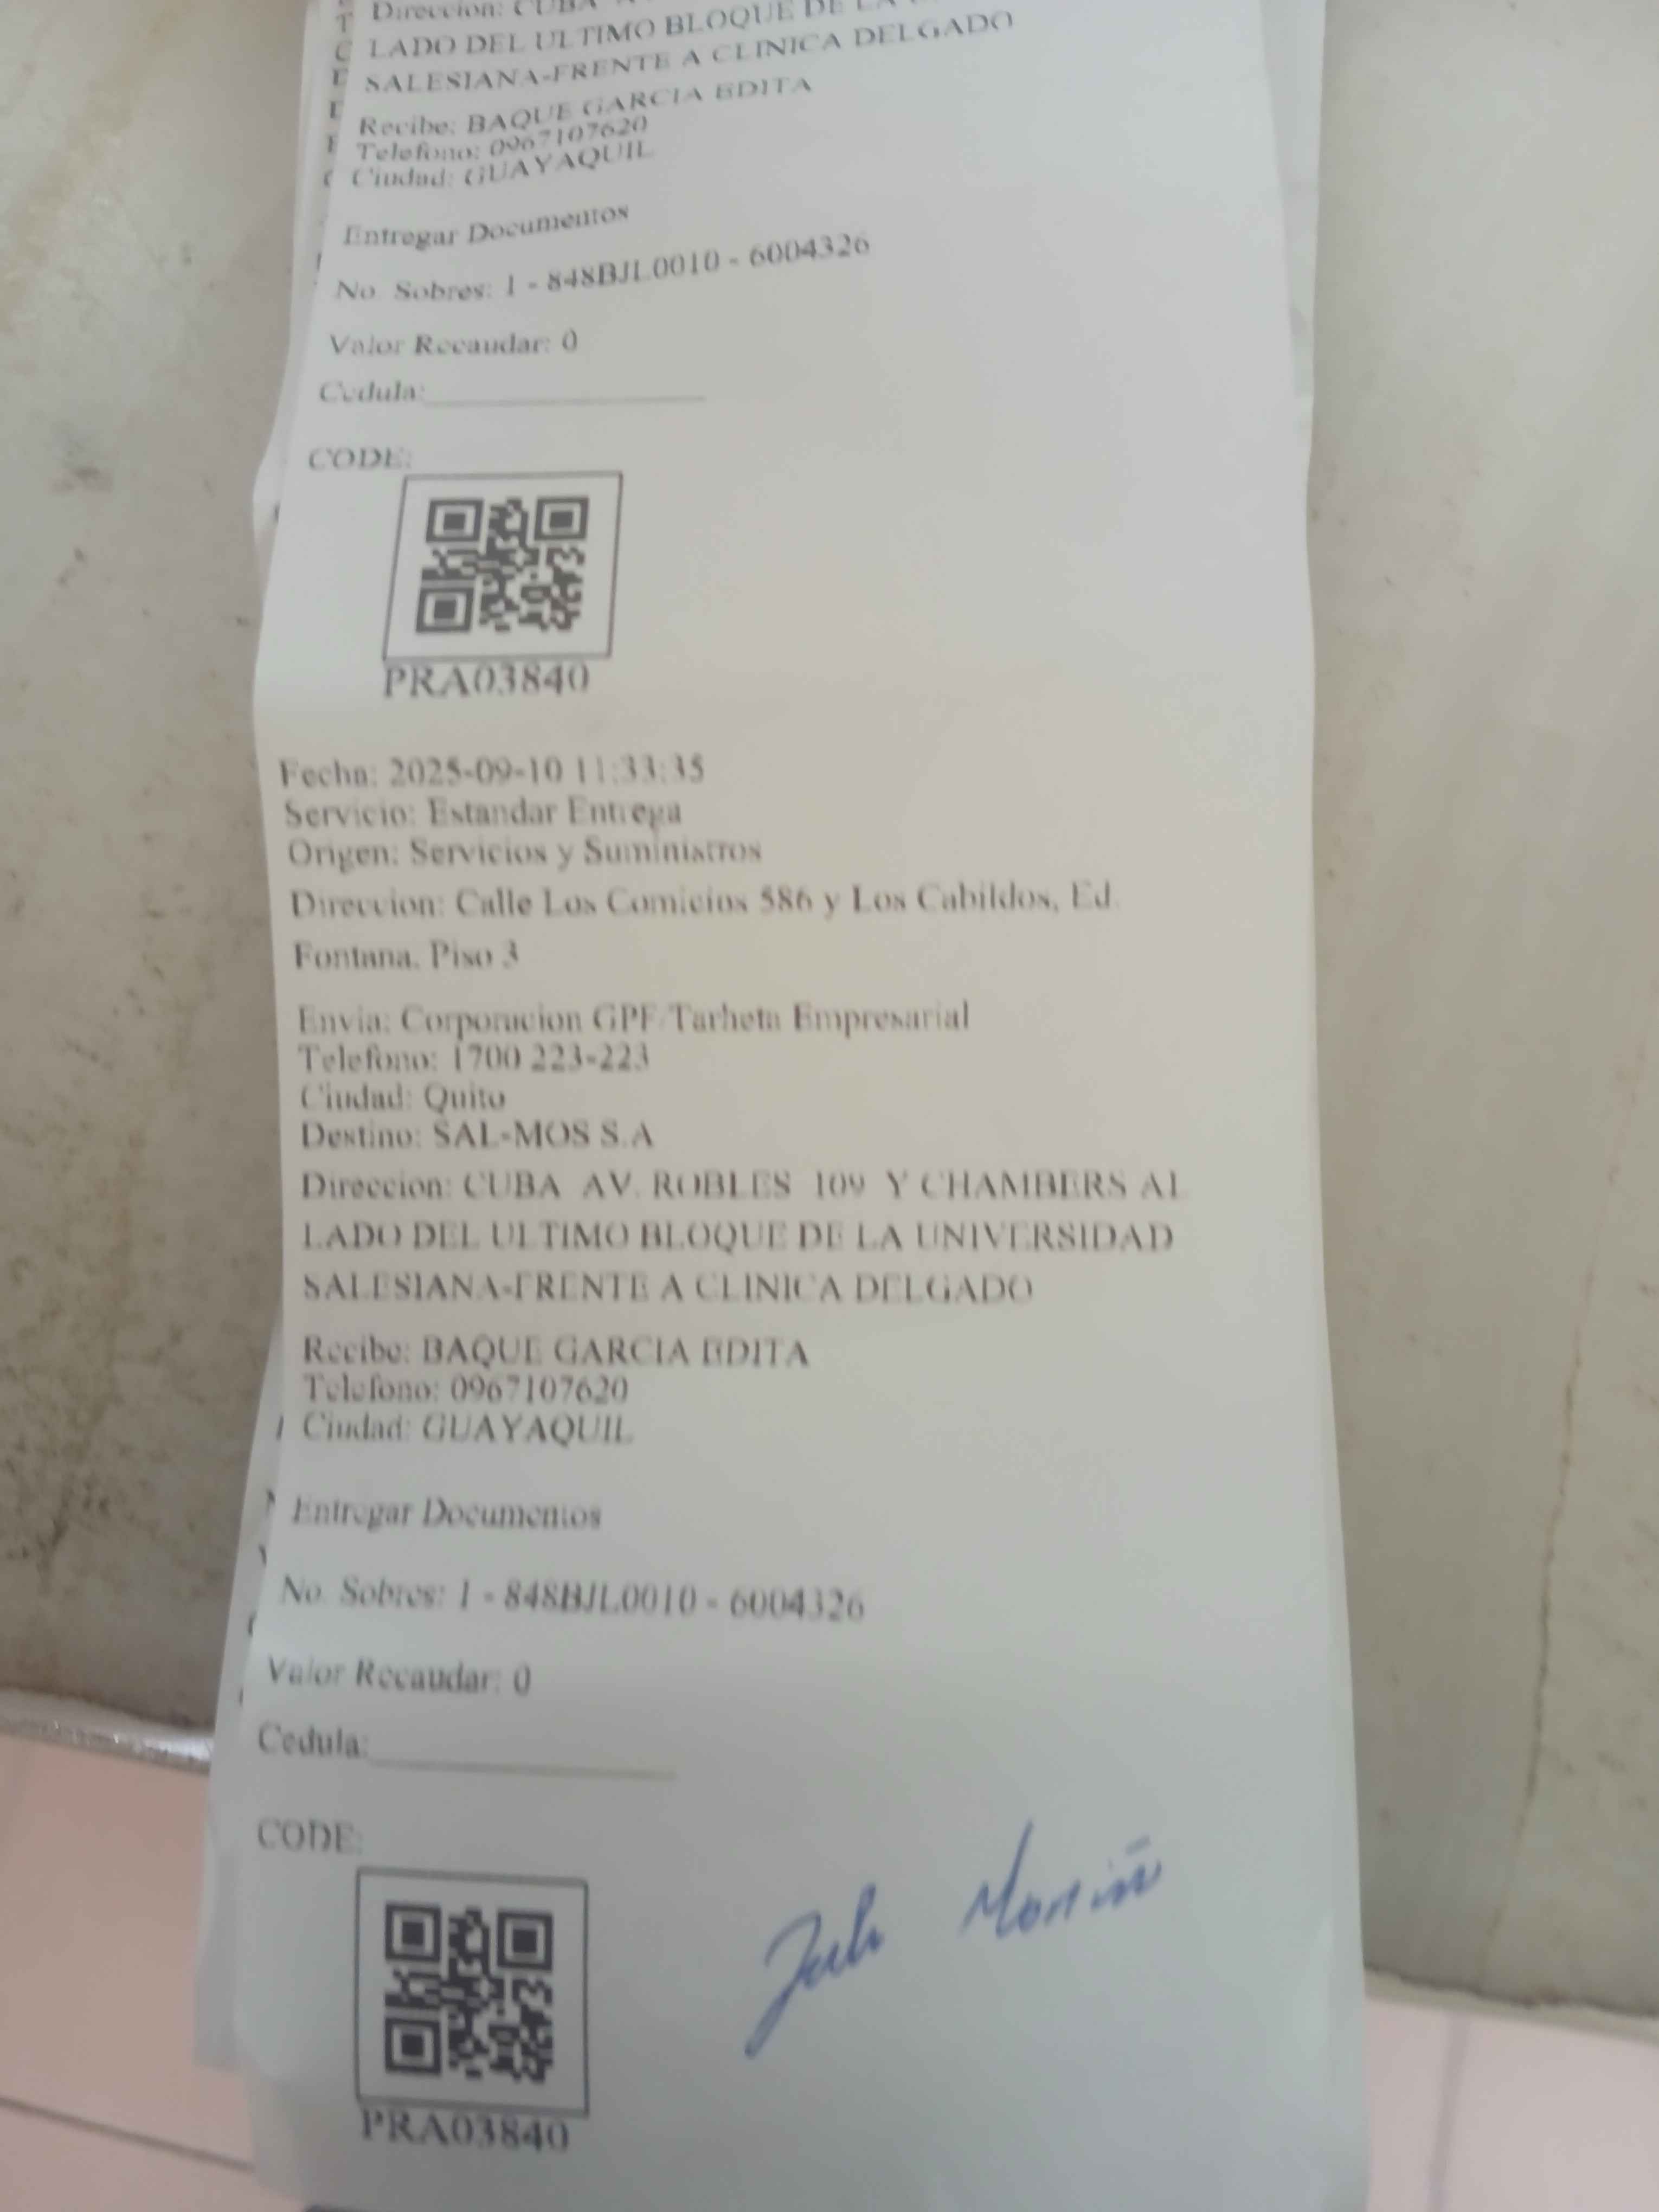 Direccion: CUBA
LADO DEL ULTIMO BLOQUE DE LA
SALESIANA-FRENTE A CLINICA DELGADO
Recibe: BAQUE GARCIA EDITA
Telefono: 0967107620
Ciudad: GUAYAQUIL
Entregar Documentos
No. Sobres: 1 - 848BJL0010 - 6004326
Valor Recaudar: 0
Cedula:
CODE:
PRA03840
Fecha: 2025-09-10 11:33:35
Servicio: Estandar Entrega
Origen: Servicios y Suministros
Direccion: Calle Los Comicios 586 y Los Cabildos, Ed.
Fontana, Piso 3
Envia: Corporacion GPF/Tarheta Empresarial
Telefono: 1700 223-223
Ciudad: Quito
Destino: SAL-MOS S.A
Direccion: CUBA AV. ROBLES 109 Y CHAMBERS AL
LADO DEL ULTIMO BLOQUE DE LA UNIVERSIDAD
SALESIANA-FRENTE A CLINICA DELGADO
Recibe: BAQUE GARCIA EDITA
Telefono: 0967107620
Ciudad: GUAYAQUIL
Entregar Documentos
No. Sobres: 1 - 848BJL0010 - 6004326
Valor Recaudar: 0
Cedula:
CODE:
PRA03840